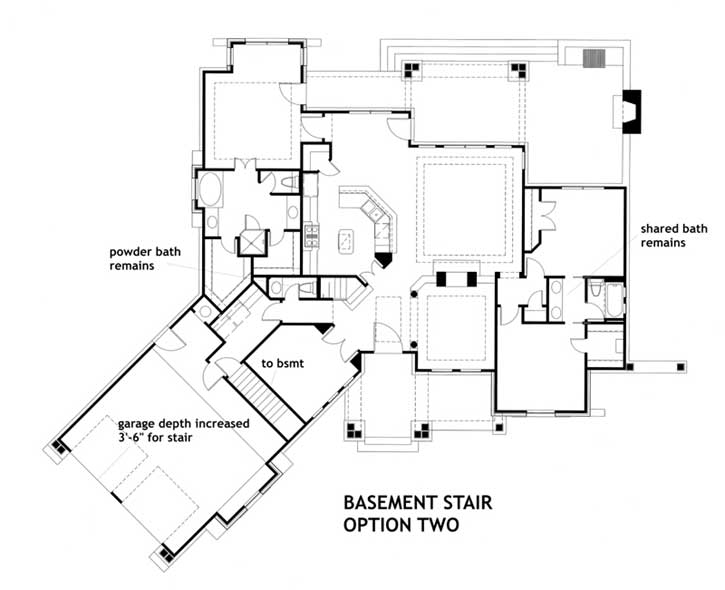 shared bath
remains
powder bath
remains
to bsmt
garage depth increased
3'-6" for stair
BASEMENT STAIR
OPTION TWO